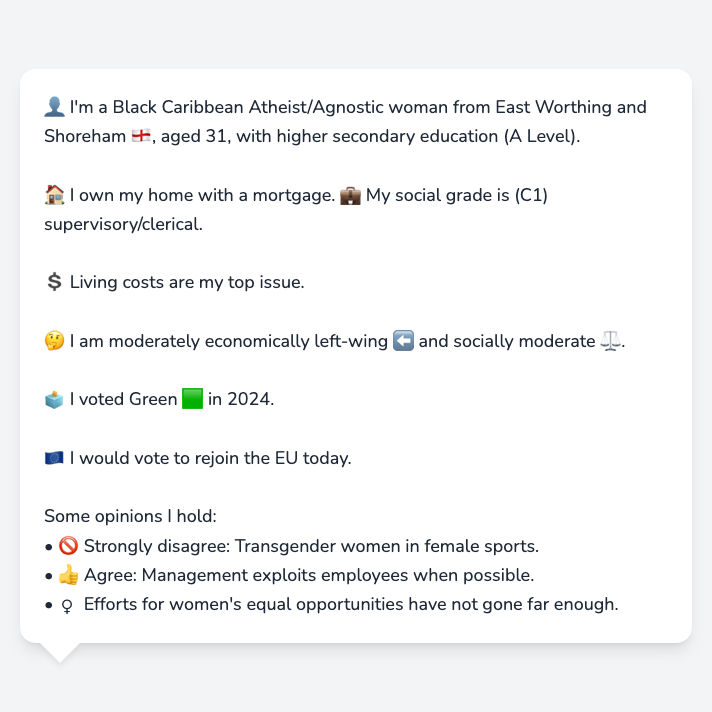 👤 I'm a Black Caribbean Atheist/Agnostic woman from East Worthing and
Shoreham 🏴󠁧󠁢󠁥󠁮󠁧󠁿, aged 31, with higher secondary education (A Level).
🏠 I own my home with a mortgage. 💼 My social grade is (C1)
supervisory/clerical.
💲 Living costs are my top issue.
🤔 I am moderately economically left-wing ⬅️ and socially moderate ⚖️.
🗳️ I voted Green 🟩 in 2024.
🇪🇺 I would vote to rejoin the EU today.
Some opinions I hold:
• 🚫 Strongly disagree: Transgender women in female sports.
• 👍 Agree: Management exploits employees when possible.
• ♀ Efforts for women's equal opportunities have not gone far enough.